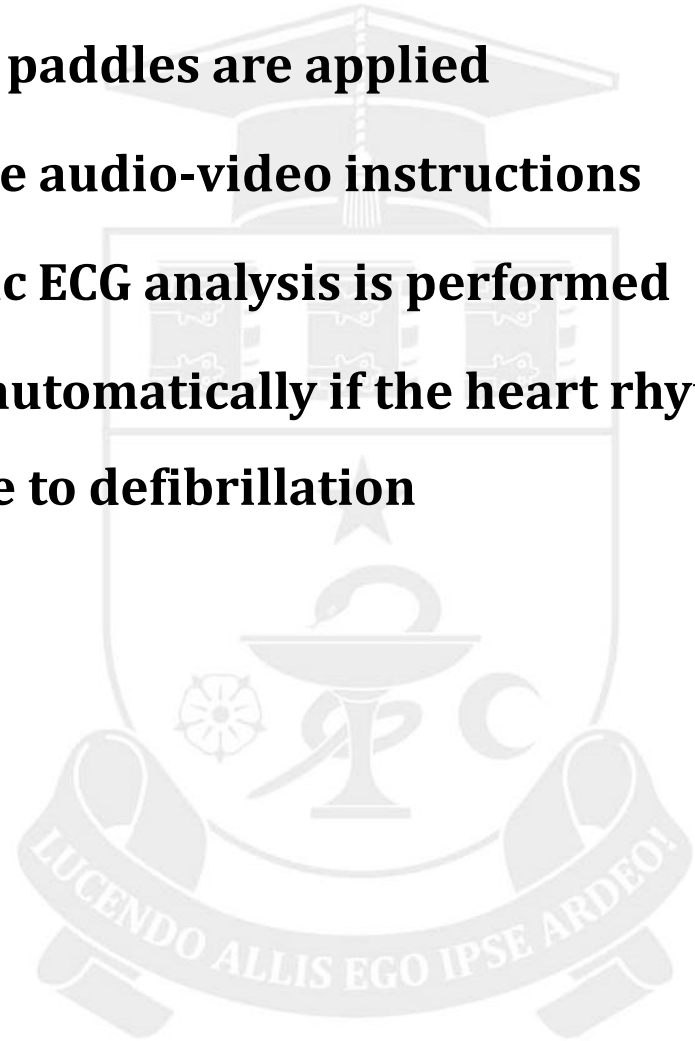 paddles are applied
e audio-video instructions
c ECG analysis is performed
automatically if the heart rhy
e to defibrillation
LUCENDO ALLIS EGO IPSE ARDEO!